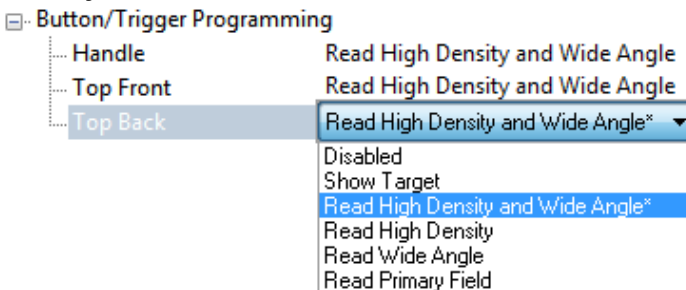 Button/Trigger Programming
Handle Read High Density and Wide Angle
Top Front Read High Density and Wide Angle
Top Back Read High Density and Wide Angle*
Disabled
Show Target
Read High Density and Wide Angle*
Read High Density
Read Wide Angle
Read Primary Field